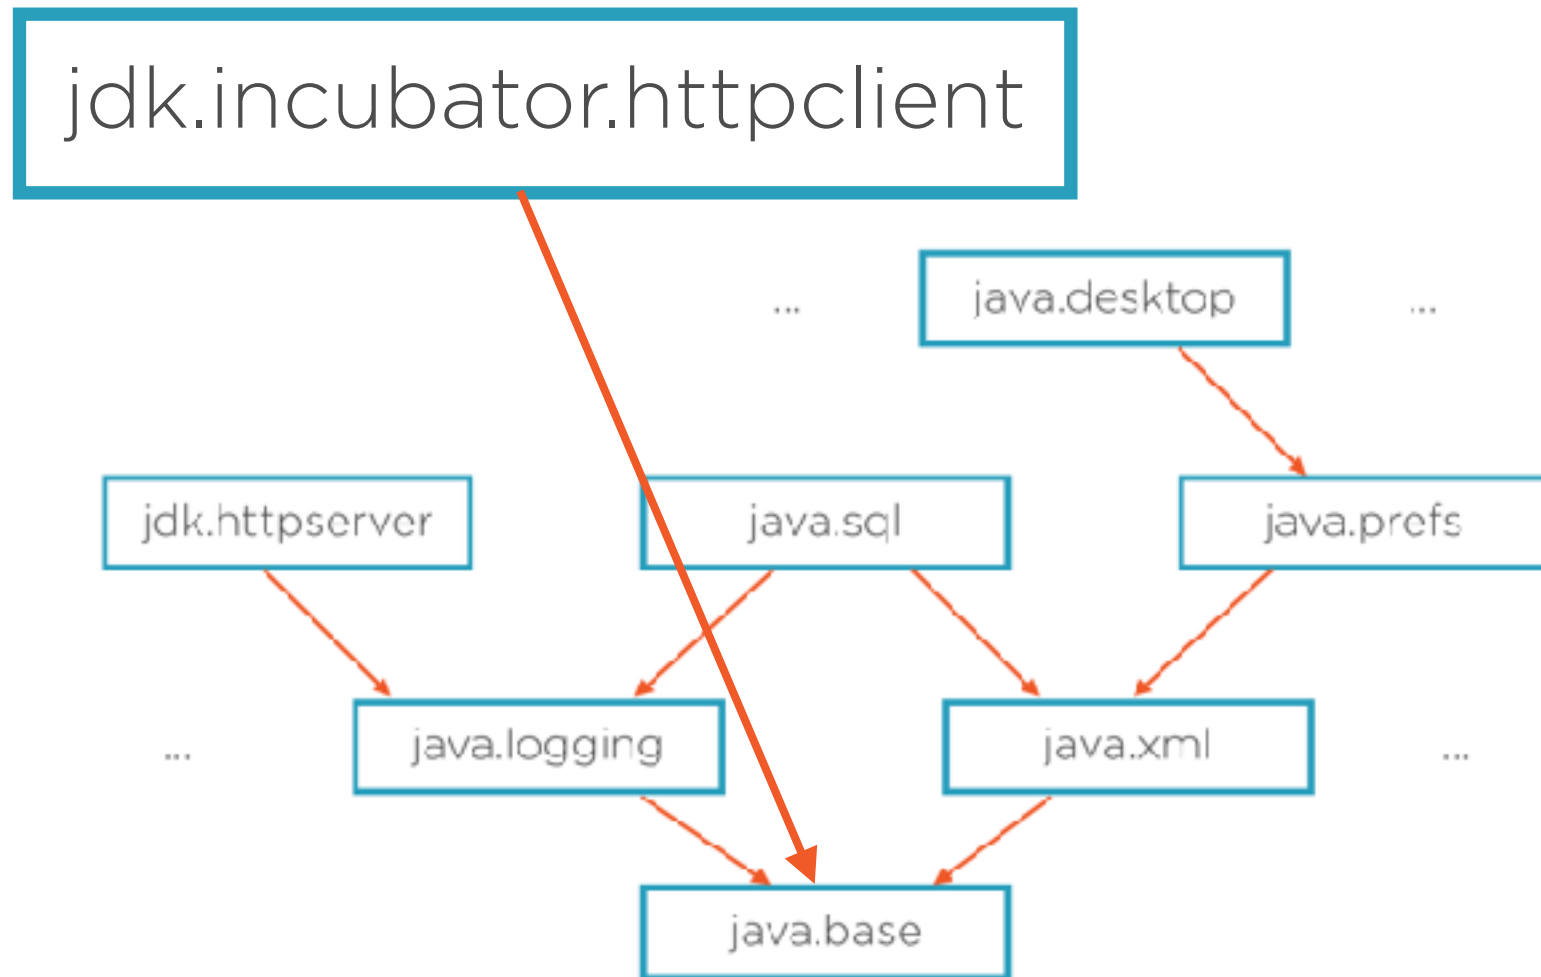 jdk.incubator.httpclient
... java.desktop ...
jdk.httpserver java.sql java.prefs
... java.logging java.xml ...
java.base